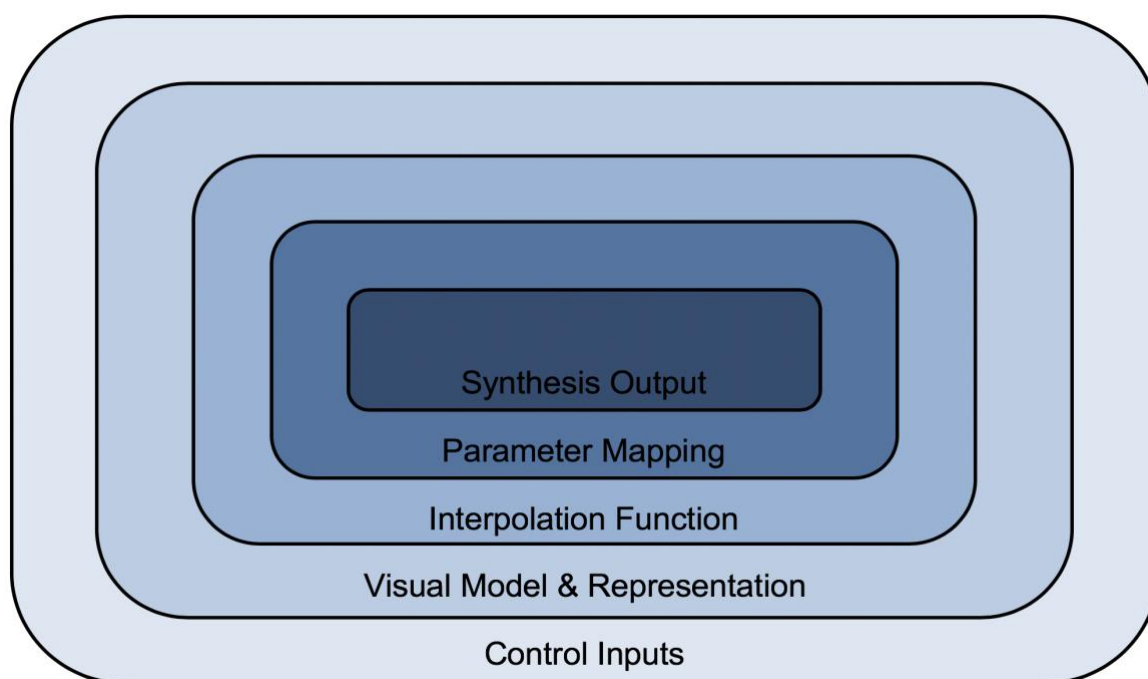 Synthesis Output
Parameter Mapping
Interpolation Function
Visual Model & Representation
Control Inputs